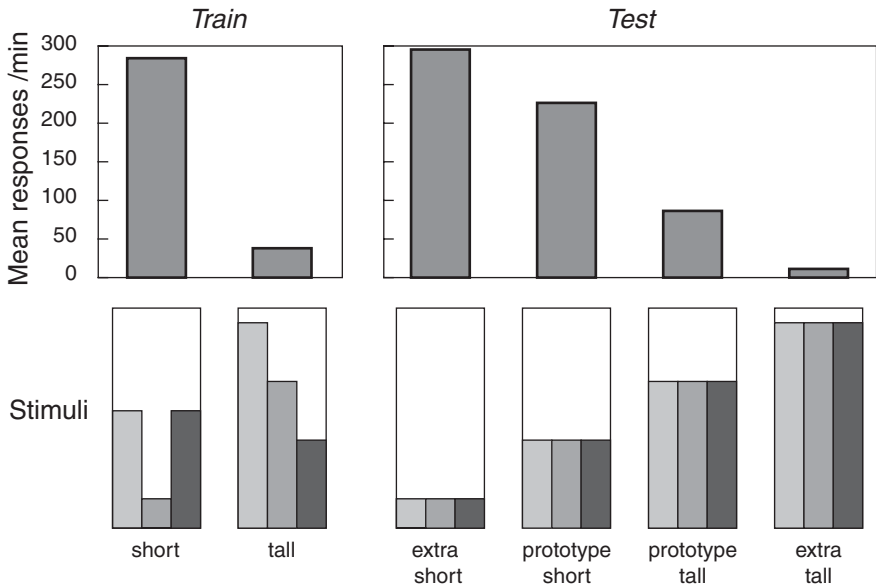 Train
Test
Mean responses /min
300
250
200
150
100
50
0
Stimuli
short
tall
extra
short
prototype
short
prototype
tall
extra
tall